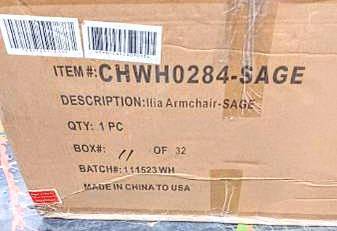 ITEM #:CHWH0284-SAGE
DESCRIPTION:Ilia Armchair-SAGE
QTY: 1 PC
BOX#: 11 OF 32
BATCH#: 111523WH
MADE IN CHINA TO USA